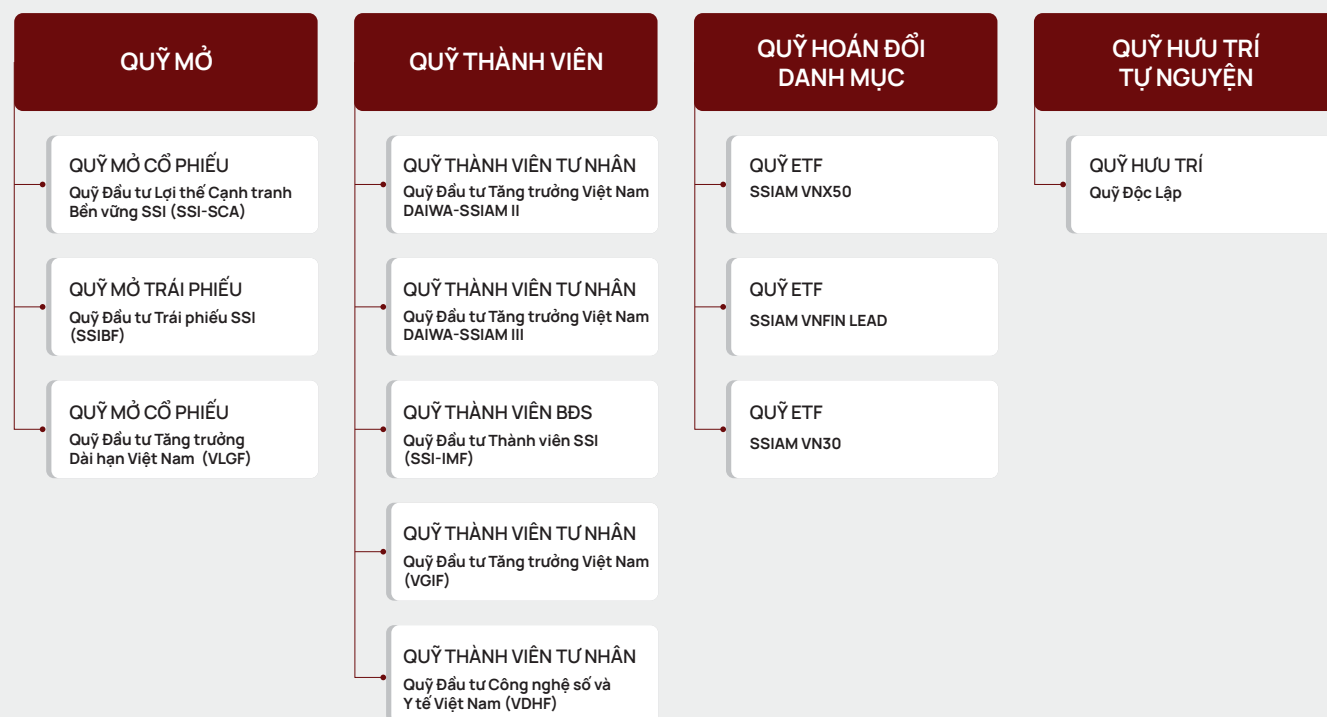 QUỸ MỞ
QUỸ MỞ CỔ PHIẾU
Quỹ Đầu tư Lợi thế Cạnh tranh
Bền vững SSI (SSI-SCA)
QUỸ MỞ TRÁI PHIẾU
Quỹ Đầu tư Trái phiếu SSI
(SSIBF)
QUỸ MỞ CỔ PHIẾU
Quỹ Đầu tư Tăng trưởng
Dài hạn Việt Nam (VLGF)
QUỸ THÀNH VIÊN
QUỸ THÀNH VIÊN TƯ NHÂN
Quỹ Đầu tư Tăng trưởng Việt Nam
DAIWA-SSIAM II
QUỸ THÀNH VIÊN TƯ NHÂN
Quỹ Đầu tư Tăng trưởng Việt Nam
DAIWA-SSIAM III
QUỸ THÀNH VIÊN BĐS
Quỹ Đầu tư Thành viên SSI
(SSI-IMF)
QUỸ THÀNH VIÊN TƯ NHÂN
Quỹ Đầu tư Tăng trưởng Việt Nam
(VGIF)
QUỸ THÀNH VIÊN TƯ NHÂN
Quỹ Đầu tư Công nghệ số và
Y tế Việt Nam (VDHF)
QUỸ HOÁN ĐỔI
DANH MỤC
QUỸ ETF
SSIAM VNX50
QUỸ ETF
SSIAM VNFIN LEAD
QUỸ ETF
SSIAM VN30
QUỸ HƯU TRÍ
TỰ NGUYỆN
QUỸ HƯU TRÍ
Quỹ Độc Lập